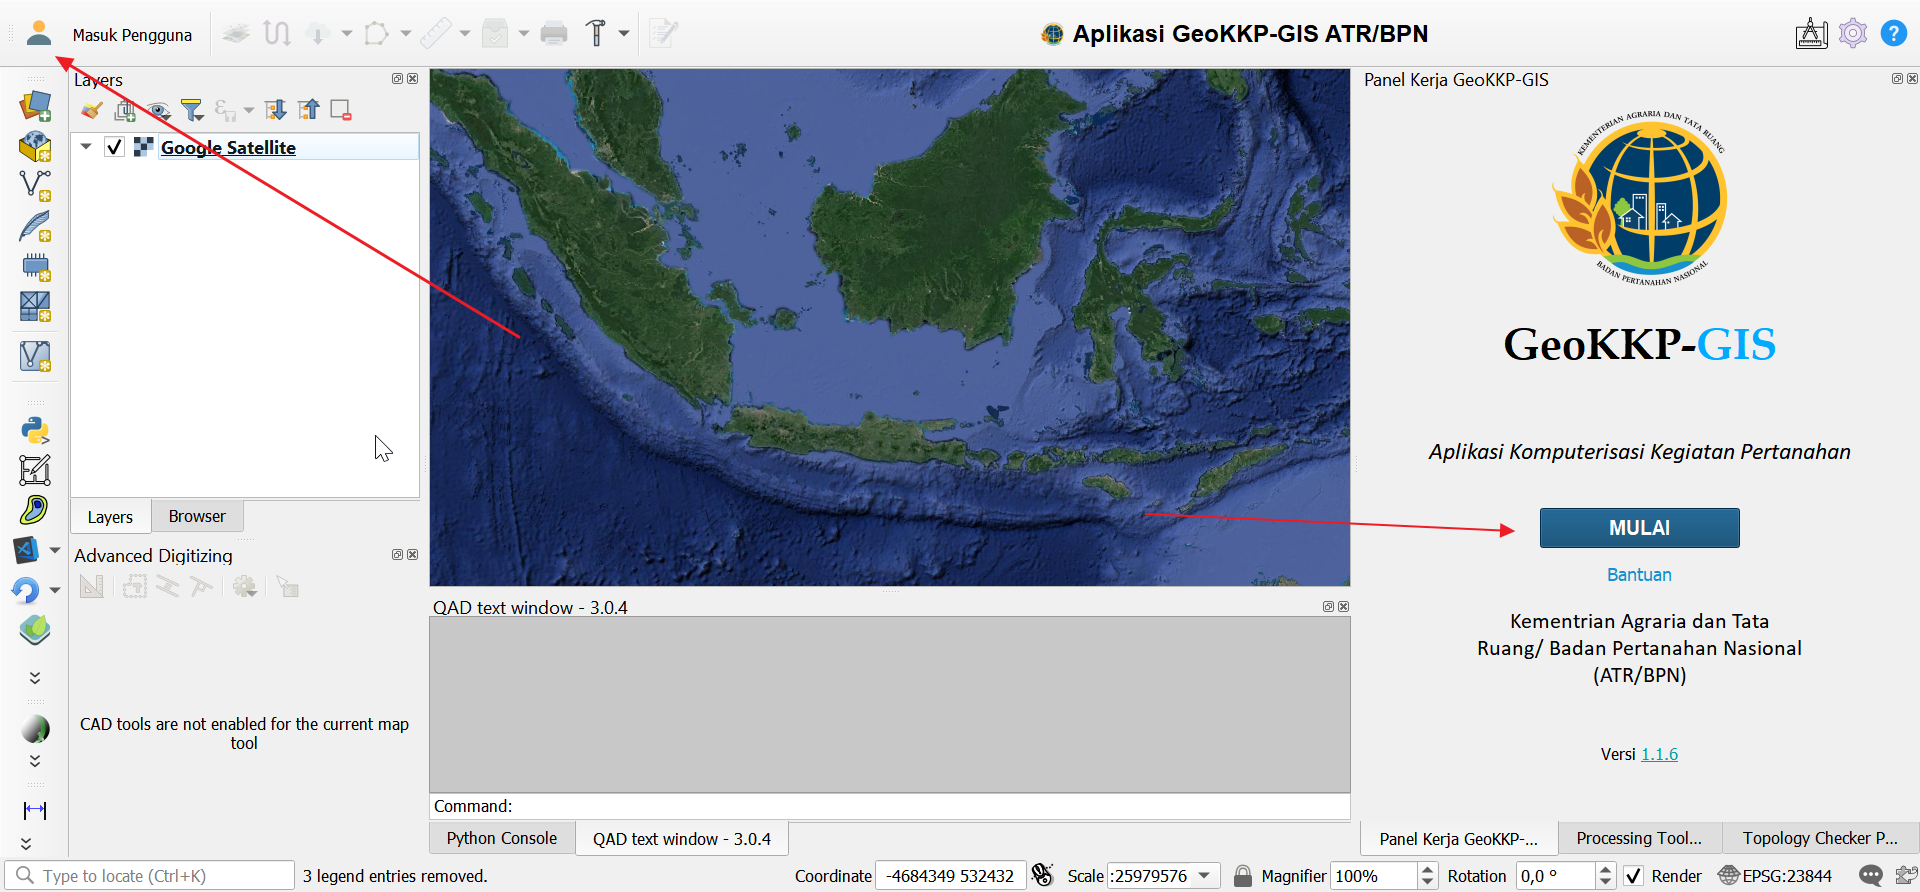 Masuk Pengguna
Aplikasi GeoKKP-GIS ATR/BPN
?
Layers
Google Satellite
Layers
Browser
Advanced Digitizing
CAD tools are not enabled for the current map
tool
QAD text window - 3.0.4
Command:
Python Console
QAD text window - 3.0.4
Panel Kerja GeoKKP-GIS
KEMENTERIAN AGRARIA DAN TATA RUANG
BADAN PERTANAHAN NASIONAL
GeoKKP-GIS
Aplikasi Komputerisasi Kegiatan Pertanahan
MULAI
Bantuan
Kementrian Agraria dan Tata
Ruang/ Badan Pertanahan Nasional
(ATR/BPN)
Versi 1.1.6
Panel Kerja GeoKKP-...
Processing Tool...
Topology Checker P...
Type to locate (Ctrl+K)
3 legend entries removed.
Coordinate
-4684349 532432
Scale
:25979576
Magnifier
100%
Rotation
0,0 °
Render
EPSG:23844